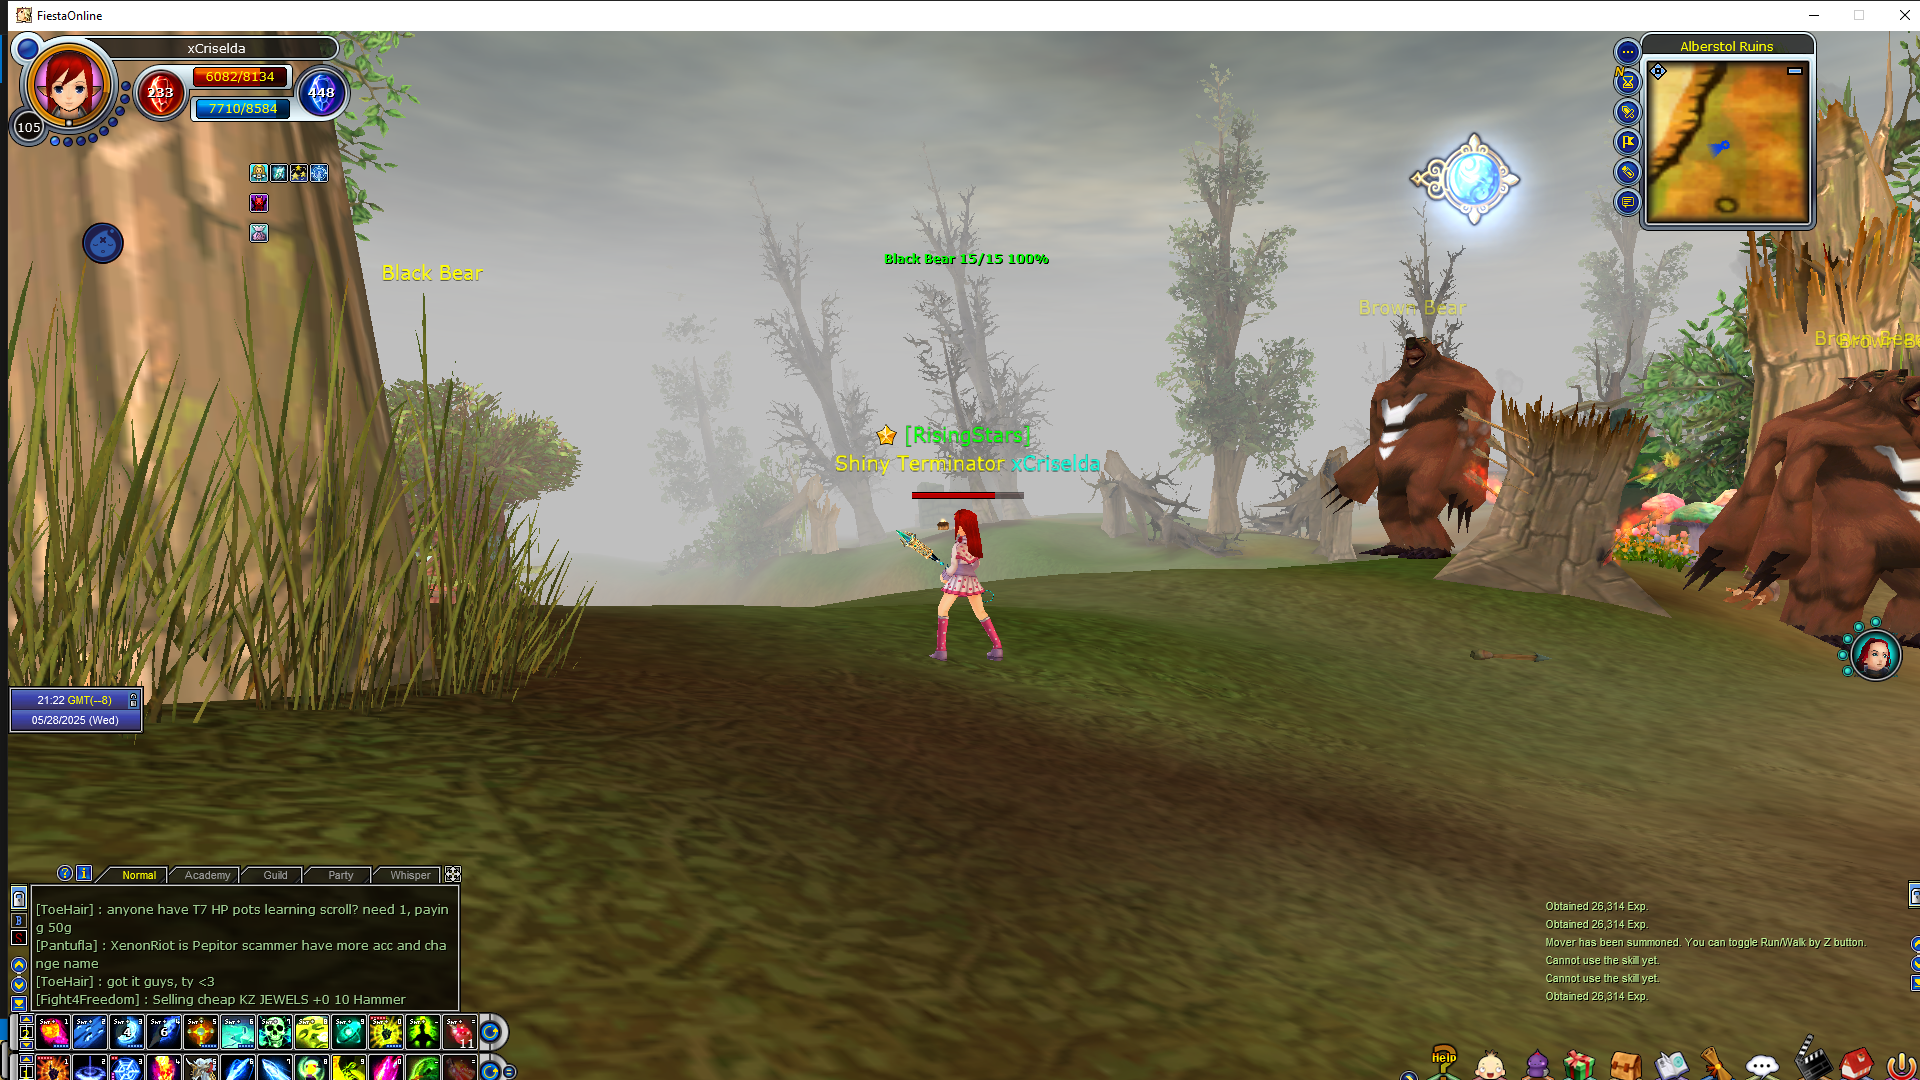 FiestaOnline
xCriselda
6082/8134
233
448
7710/8584
105
Alberstol Ruins
N
Black Bear 15/15 100%
Black Bear
Brown Bear
Brown Bear
[RisingStars]
Shiny Terminator xCriselda
21:22 GMT(--8)
05/28/2025 (Wed)
Normal
Academy
Guild
Party
Whisper
[ToeHair] : anyone have T7 HP pots learning scroll? need 1, payin
g 50g
[Pantufla] : XenonRiot is Pepitor scammer have more acc and cha
nge name
[ToeHair] : got it guys, ty <3
[Fight4Freedom] : Selling cheap KZ JEWELS +0 10 Hammer
Obtained 26,314 Exp.
Obtained 26,314 Exp.
Mover has been summoned. You can toggle Run/Walk by Z button.
Cannot use the skill yet.
Cannot use the skill yet.
Obtained 26,314 Exp.
4
6
11
Help